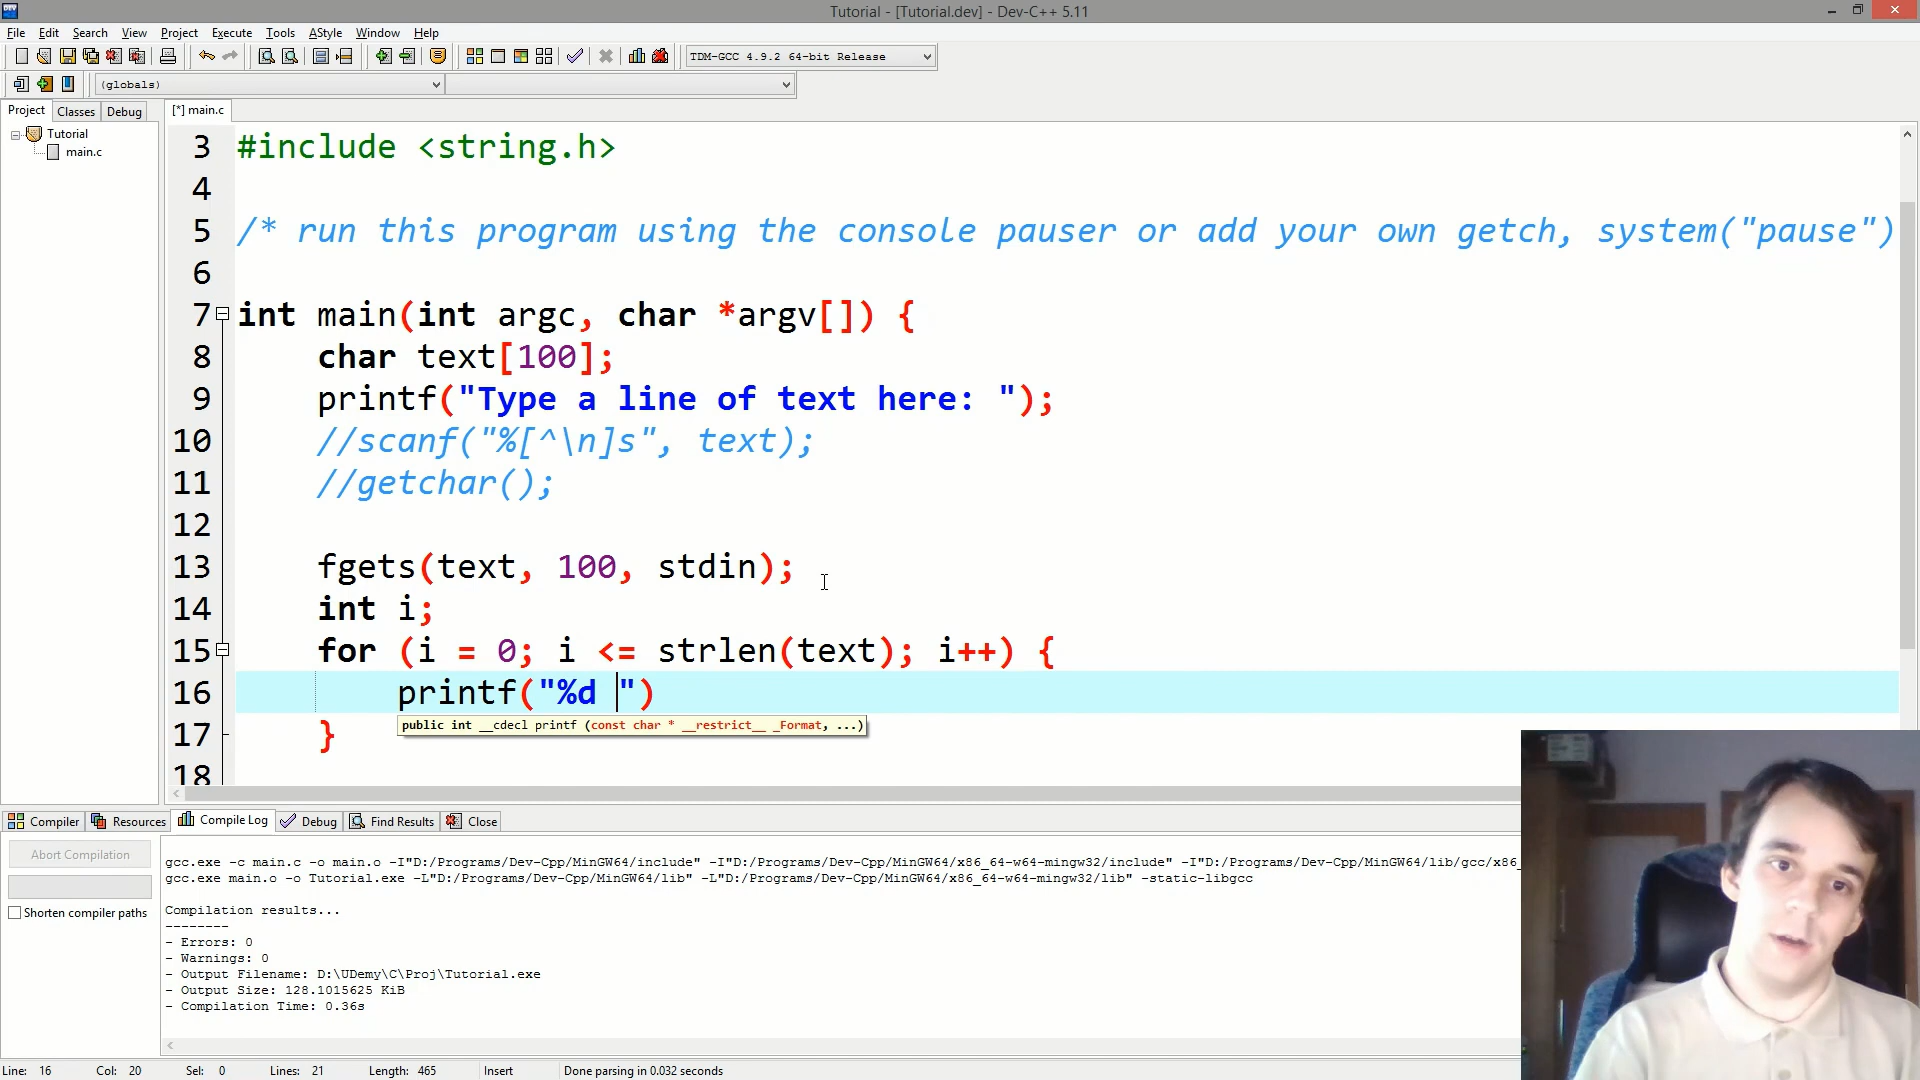 Tutorial - [Tutorial.dev] - Dev-C++ 5.11
File Edit Search View Project Execute Tools AStyle Window Help
TDM-GCC 4.9.2 64-bit Release
(globals)
Project Classes Debug
[*] main.c
Tutorial
main.c
3 #include <string.h>
4
5 /* run this program using the console pauser or add your own getch, system("pause")
6
7 int main(int argc, char *argv[]) {
8 char text[100];
9 printf("Type a line of text here: ");
10 //scanf("%[^\n]s", text);
11 //getchar();
12
13 fgets(text, 100, stdin);
14 int i;
15 for (i = 0; i <= strlen(text); i++) {
16 printf("%d ")
public int __cdecl printf (const char * __restrict__ _Format, ...)
17 }
18
Compiler Resources Compile Log Debug Find Results Close
Abort Compilation
Shorten compiler paths
gcc.exe -c main.c -o main.o -I"D:/Programs/Dev-Cpp/MinGW64/include" -I"D:/Programs/Dev-Cpp/MinGW64/x86_64-w64-mingw32/include" -I"D:/Programs/Dev-Cpp/MinGW64/lib/gcc/x86_
gcc.exe main.o -o Tutorial.exe -L"D:/Programs/Dev-Cpp/MinGW64/lib" -L"D:/Programs/Dev-Cpp/MinGW64/x86_64-w64-mingw32/lib" -static-libgcc
Compilation results...
--------
- Errors: 0
- Warnings: 0
- Output Filename: D:\UDemy\C\Proj\Tutorial.exe
- Output Size: 128.1015625 KiB
- Compilation Time: 0.36s
Line: 16 Col: 20 Sel: 0 Lines: 21 Length: 465 Insert Done parsing in 0.032 seconds